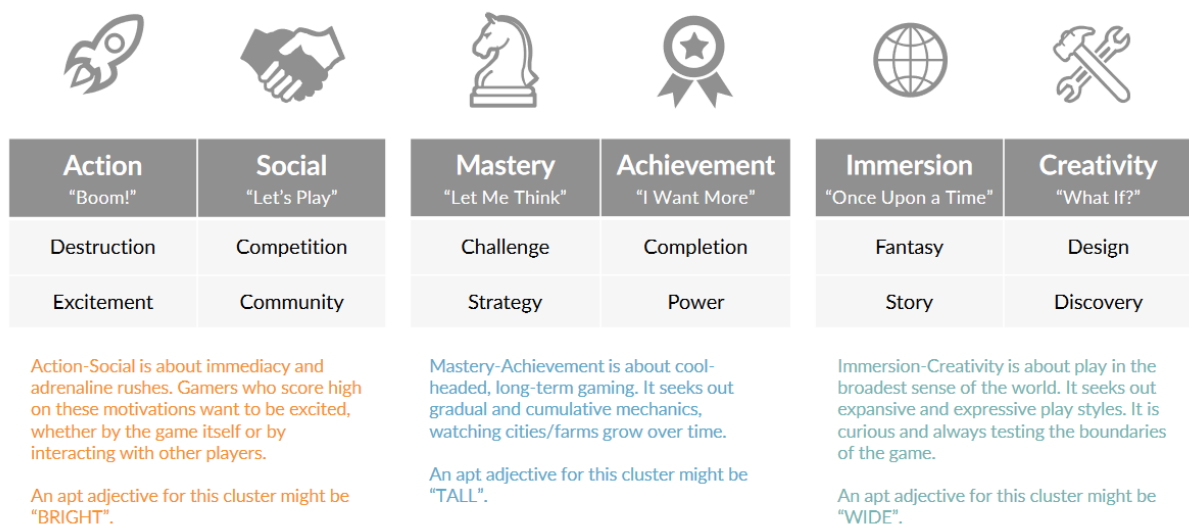 Action
"Boom!"
Social
"Let's Play"
Mastery
"Let Me Think"
Achievement
"I Want More"
Immersion
"Once Upon a Time"
Creativity
"What If?"
Destruction
Competition
Challenge
Completion
Fantasy
Design
Excitement
Community
Strategy
Power
Story
Discovery
Action-Social is about immediacy and
adrenaline rushes. Gamers who score high
on these motivations want to be excited,
whether by the game itself or by
interacting with other players.
An apt adjective for this cluster might be
"BRIGHT".
Mastery-Achievement is about cool-
headed, long-term gaming. It seeks out
gradual and cumulative mechanics,
watching cities/farms grow over time.
An apt adjective for this cluster might be
"TALL".
Immersion-Creativity is about play in the
broadest sense of the world. It seeks out
expansive and expressive play styles. It is
curious and always testing the boundaries
of the game.
An apt adjective for this cluster might be
"WIDE".